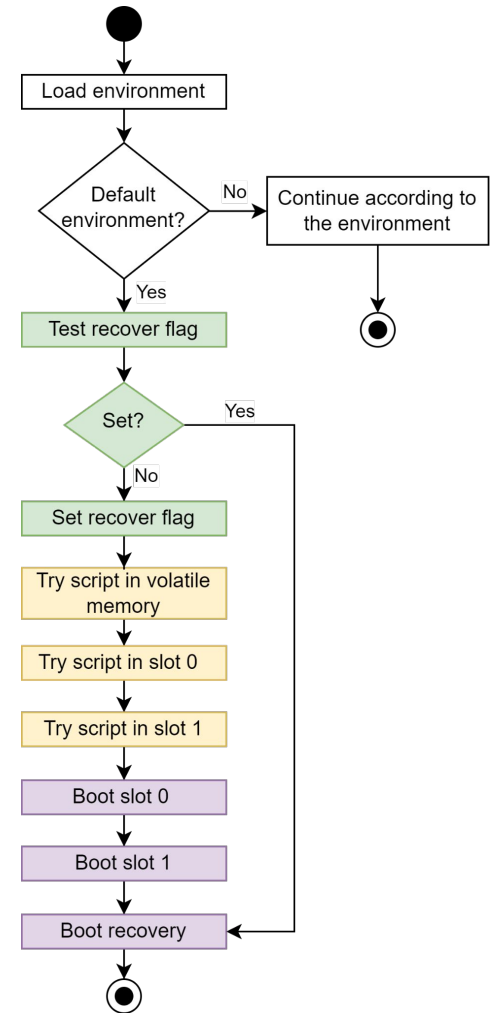 Load environment
Default
environment?
No
Continue according to
the environment
Yes
Test recover flag
Set?
Yes
No
Set recover flag
Try script in volatile
memory
Try script in slot 0
Try script in slot 1
Boot slot 0
Boot slot 1
Boot recovery